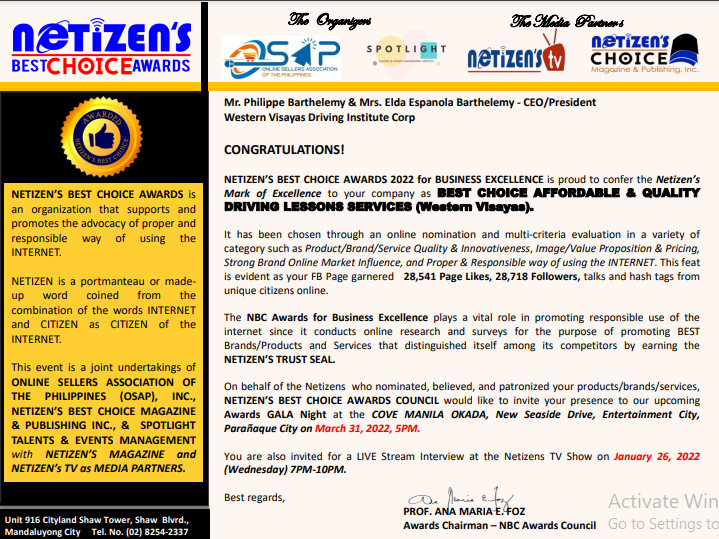 The Organizers
The Media Partners
NETIZEN'S
BESTCHOICEAWARDS
OSAP
ONLINE SELLERS ASSOCIATION
OF THE PHILIPPINES
SPOTLIGHT
NETIZEN'S tv
NETIZEN'S
CHOICE
Magazine & Publishing, Inc.
AWARDED
NETIZEN'S BEST CHOICE
NETIZEN'S BEST CHOICE AWARDS is
an organization that supports and
promotes the advocacy of proper and
responsible way of using the
INTERNET.
NETIZEN is a portmanteau or made-
up word coined from the
combination of the words INTERNET
and CITIZEN as CITIZEN of the
INTERNET.
This event is a joint undertakings of
ONLINE SELLERS ASSOCIATION OF
THE PHILIPPINES (OSAP), INC.,
NETIZEN'S BEST CHOICE MAGAZINE
& PUBLISHING INC., & SPOTLIGHT
TALENTS & EVENTS MANAGEMENT
with NETIZEN'S MAGAZINE and
NETIZEN's TV as MEDIA PARTNERS.
Unit 916 Cityland Shaw Tower, Shaw Blvrd.,
Mandaluyong City Tel. No. (02) 8254-2337
Mr. Philippe Barthelemy & Mrs. Elda Espanola Barthelemy - CEO/President
Western Visayas Driving Institute Corp
CONGRATULATIONS!
NETIZEN'S BEST CHOICE AWARDS 2022 for BUSINESS EXCELLENCE is proud to confer the Netizen's
Mark of Excellence to your company as BEST CHOICE AFFORDABLE & QUALITY
DRIVING LESSONS SERVICES (Western Visayas).
It has been chosen through an online nomination and multi-criteria evaluation in a variety of
category such as Product/Brand/Service Quality & Innovativeness, Image/Value Proposition & Pricing,
Strong Brand Online Market Influence, and Proper & Responsible way of using the INTERNET. This feat
is evident as your FB Page garnered 28,541 Page Likes, 28,718 Followers, talks and hash tags from
unique citizens online.
The NBC Awards for Business Excellence plays a vital role in promoting responsible use of the
internet since it conducts online research and surveys for the purpose of promoting BEST
Brands/Products and Services that distinguished itself among its competitors by earning the
NETIZEN'S TRUST SEAL.
On behalf of the Netizens who nominated, believed, and patronized your products/brands/services,
NETIZEN'S BEST CHOICE AWARDS COUNCIL would like to invite your presence to our upcoming
Awards GALA Night at the COVE MANILA OKADA, New Seaside Drive, Entertainment City,
Parañaque City on March 31, 2022, 5PM.
You are also invited for a LIVE Stream Interview at the Netizens TV Show on January 26, 2022
(Wednesday) 7PM-10PM.
Best regards,
Ana Maria E. Foz
PROF. ANA MARIA E. FOZ
Awards Chairman – NBC Awards Council
Activate Win
Go to Settings to